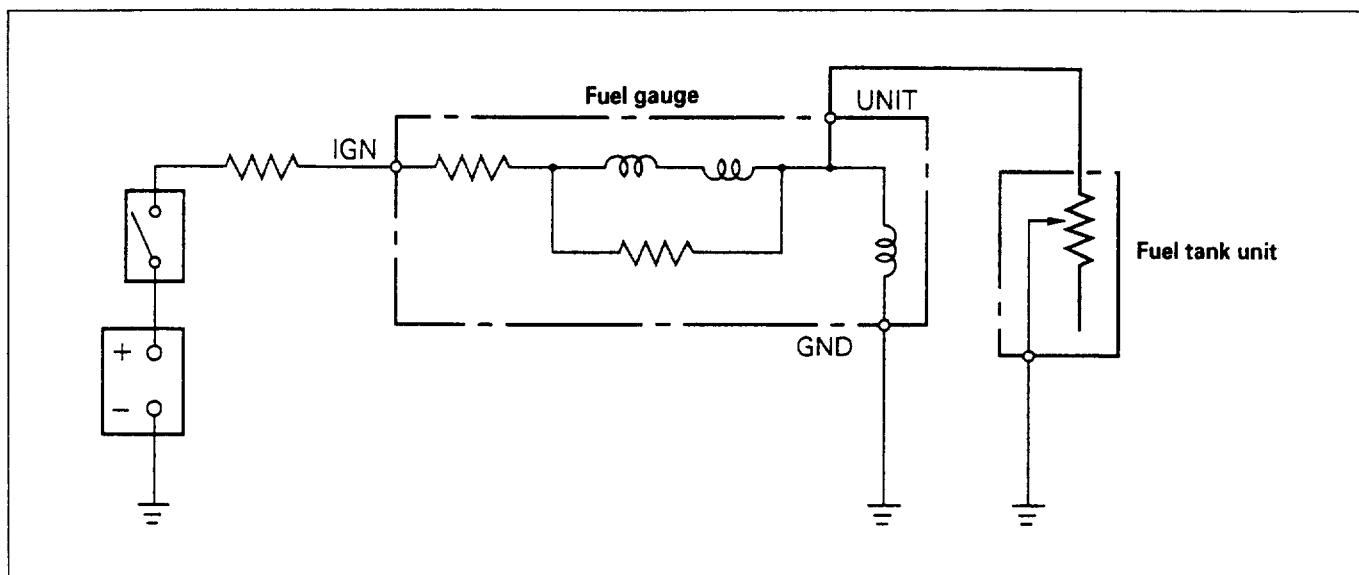 Fuel gauge
UNIT
IGN
Fuel tank unit
+
GND
−